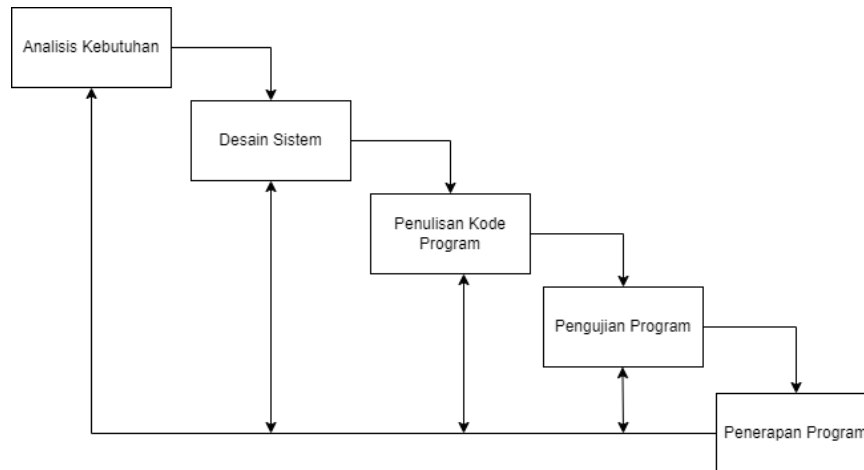 Analisis Kebutuhan
Desain Sistem
Penulisan Kode
Program
Pengujian Program
Penerapan Program